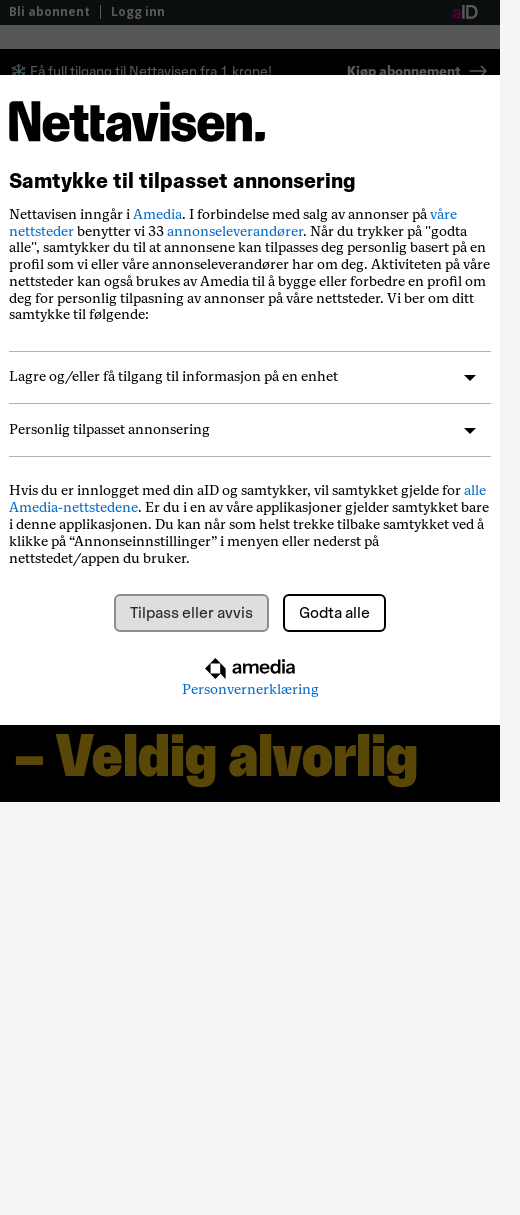 Bli abonnent | Logg inn
aID
Få full tilgang til Nettavisen fra 1 krone!
Kjøp abonnement
Nettavisen.
Samtykke til tilpasset annonsering
Nettavisen inngår i Amedia. I forbindelse med salg av annonser på våre
nettsteder benytter vi 33 annonseleverandører. Når du trykker på "godta
alle", samtykker du til at annonsene kan tilpasses deg personlig basert på en
profil som vi eller våre annonseleverandører har om deg. Aktiviteten på våre
nettsteder kan også brukes av Amedia til å bygge eller forbedre en profil om
deg for personlig tilpasning av annonser på våre nettsteder. Vi ber om ditt
samtykke til følgende:
Lagre og/eller få tilgang til informasjon på en enhet
Personlig tilpasset annonsering
Hvis du er innlogget med din aID og samtykker, vil samtykket gjelde for alle
Amedia-nettstedene. Er du i en av våre applikasjoner gjelder samtykket bare
i denne applikasjonen. Du kan når som helst trekke tilbake samtykket ved å
klikke på “Annonseinnstillinger” i menyen eller nederst på
nettstedet/appen du bruker.
Tilpass eller avvis
Godta alle
amedia
Personvernerklæring
– Veldig alvorlig